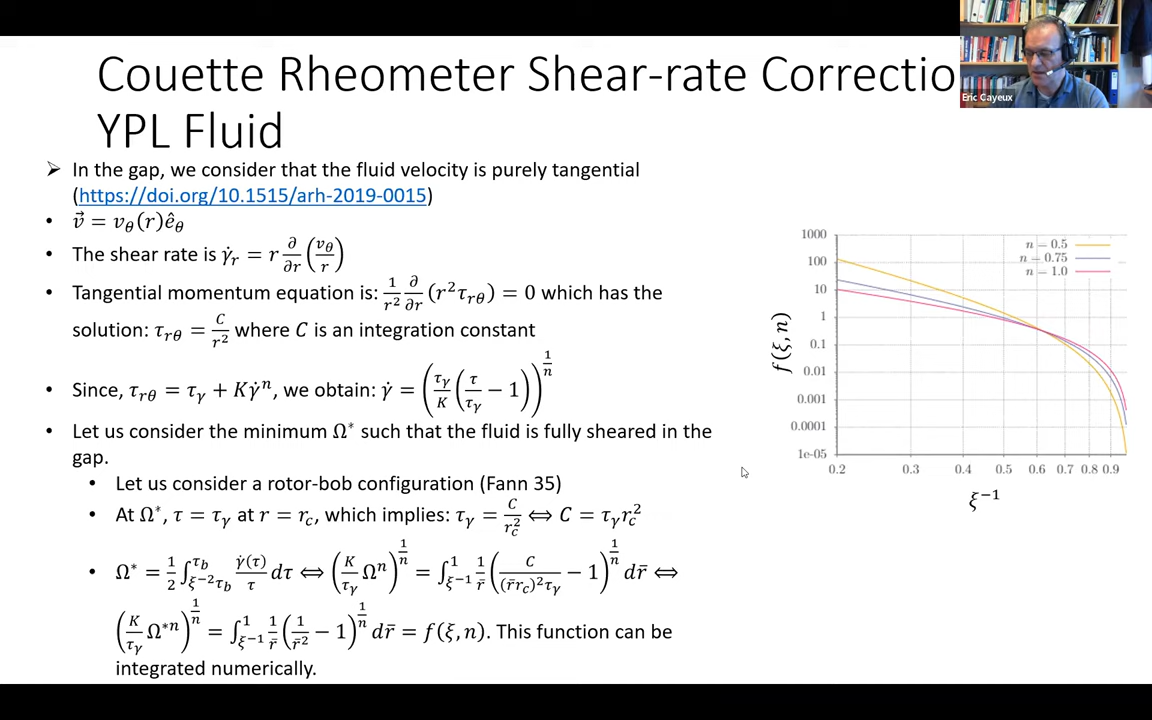 Couette Rheometer Shear-rate Correctio
YPL Fluid
Eric Cayeux
➢ In the gap, we consider that the fluid velocity is purely tangential
(https://doi.org/10.1515/arh-2019-0015)
• v⃗ = v_θ(r)ê_θ
• The shear rate is γ̇_r = r ∂/∂r (v_θ/r)
• Tangential momentum equation is: 1/r² ∂/∂r (r²τ_rθ) = 0 which has the
solution: τ_rθ = C/r² where C is an integration constant
• Since, τ_rθ = τ_γ + Kγ̇ⁿ, we obtain: γ̇ = (τ_γ/K (τ/τ_γ − 1))^(1/n)
• Let us consider the minimum Ω* such that the fluid is fully sheared in the
gap.
• Let us consider a rotor-bob configuration (Fann 35)
• At Ω*, τ = τ_γ at r = r_c, which implies: τ_γ = C/r_c² ⟺ C = τ_γ r_c²
• Ω* = 1/2 ∫_{ξ⁻²τ_b}^{τ_b} γ̇(τ)/τ dτ ⟺ (K/τ_γ Ωⁿ)^(1/n) = ∫_{ξ⁻¹}^{1} 1/r̄ (C/((r̄r_c)²τ_γ) − 1)^(1/n) dr̄ ⟺
(K/τ_γ Ω*ⁿ)^(1/n) = ∫_{ξ⁻¹}^{1} 1/r̄ (1/r̄² − 1)^(1/n) dr̄ = f(ξ, n). This function can be
integrated numerically.
1000
100
10
1
0.1
0.01
0.001
0.0001
1e-05
f(ξ, n)
n = 0.5
n = 0.75
n = 1.0
0.2 0.3 0.4 0.5 0.6 0.7 0.8 0.9
ξ⁻¹